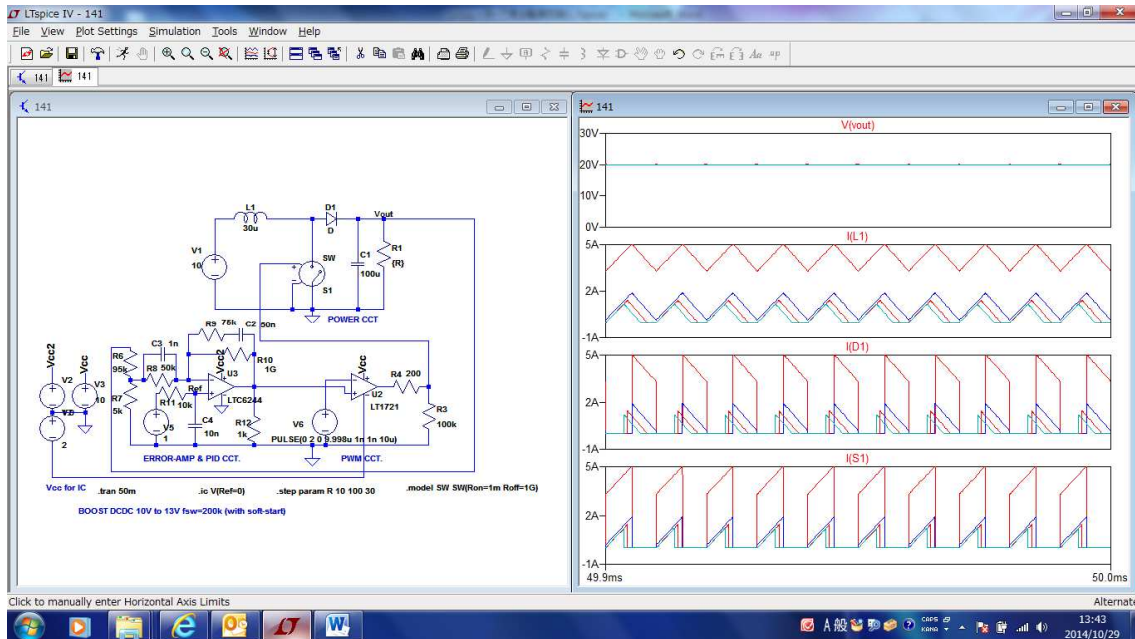 LTspice IV - 141
File View Plot Settings Simulation Tools Window Help
141 141
141
L1
30u
D1
D
Vout
V1
10
SW
S1
C1
100u
R1
{R}
POWER CCT
R9 75k C2 50n
C3 1n
R10
1G
Vcc2
Vcc
R6
95k
R8 50k
Vcc2
U3
LTC6244
Vcc
U2
LT1721
R4 200
V2
V3
10
2
R7
5k
Ref
R11 10k
V5
1
C4
10n
R12
1k
V6
R3
100k
PULSE(0 2 0 9.998u 1n 1n 10u)
ERROR-AMP & PID CCT.
PWM CCT.
Vcc for IC
.tran 50m
.ic V(Ref=0)
.step param R 10 100 30
.model SW SW(Ron=1m Roff=1G)
BOOST DCDC 10V to 13V fsw=200k (with soft-start)
141
V(vout)
30V
20V
10V
0V
I(L1)
5A
2A
-1A
I(D1)
5A
2A
-1A
I(S1)
5A
2A
-1A
49.9ms 50.0ms
Click to manually enter Horizontal Axis Limits
Alternate
A 般
CAPS
KANA
13:43
2014/10/29